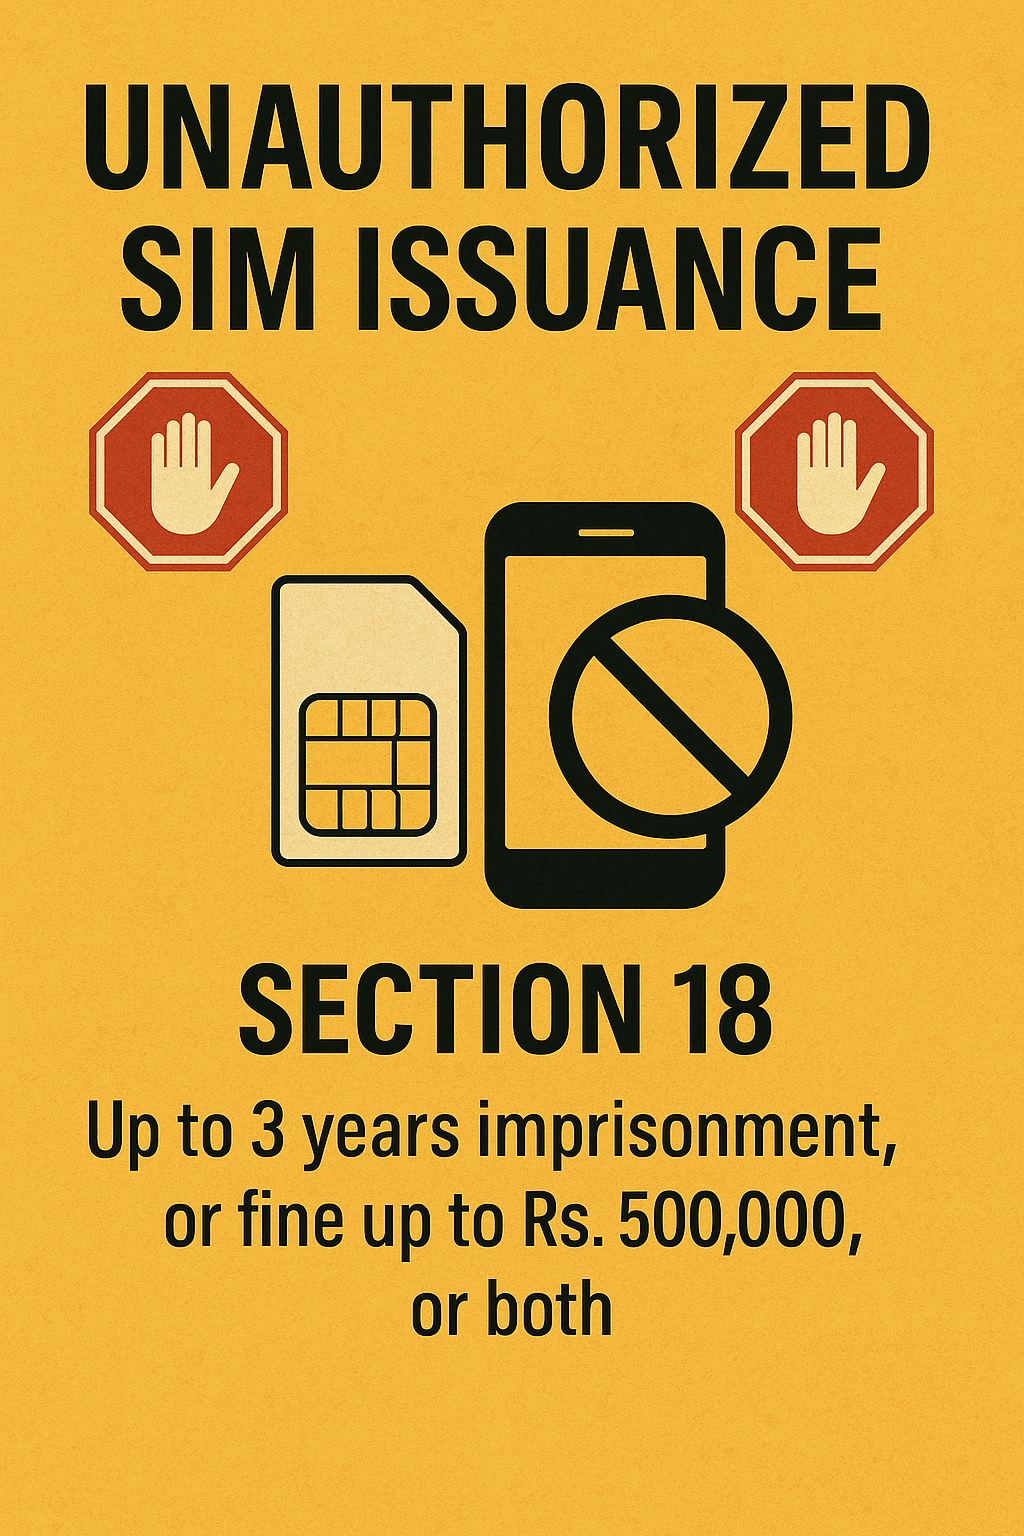 UNAUTHORIZED
SIM ISSUANCE
SECTION 18
Up to 3 years imprisonment,
or fine up to Rs. 500,000,
or both